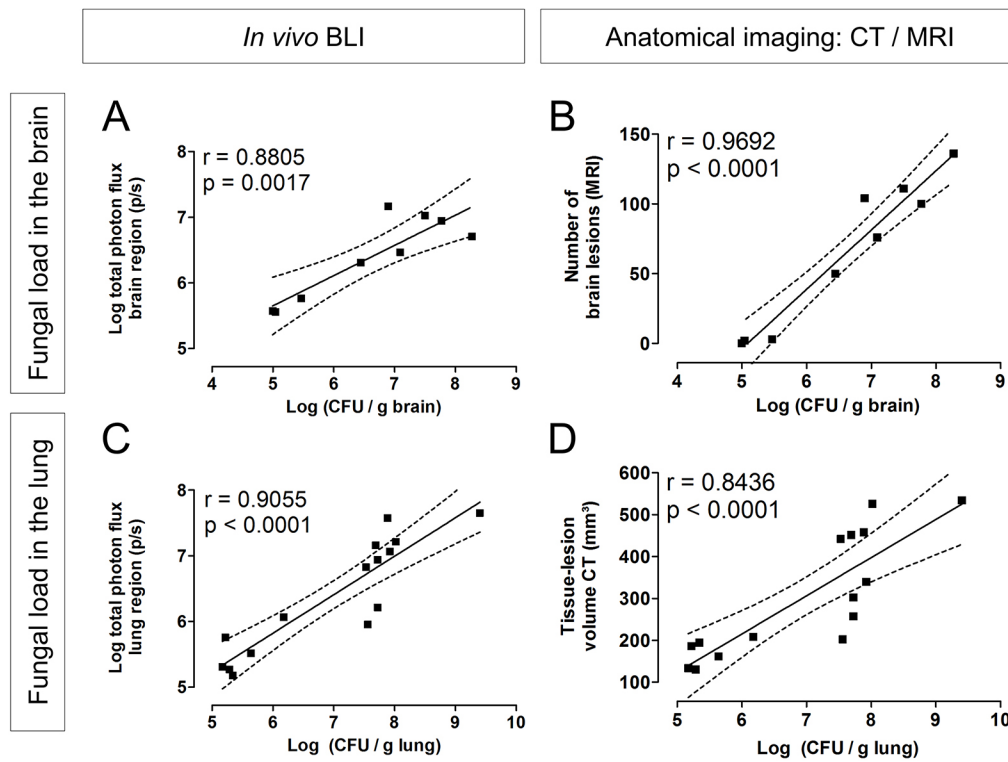 In vivo BLI
Anatomical imaging: CT / MRI
Fungal load in the brain
Fungal load in the lung
A
r = 0.8805
p = 0.0017
Log total photon flux
brain region (p/s)
8
7
6
5
4 5 6 7 8 9
Log (CFU / g brain)
B
r = 0.9692
p < 0.0001
Number of
brain lesions (MRI)
150
100
50
0
4 5 6 7 8 9
Log (CFU / g brain)
C
r = 0.9055
p < 0.0001
Log total photon flux
lung region (p/s)
8
7
6
5
5 6 7 8 9 10
Log (CFU / g lung)
D
r = 0.8436
p < 0.0001
Tissue-lesion
volume CT (mm³)
600
500
400
300
200
100
5 6 7 8 9 10
Log (CFU / g lung)